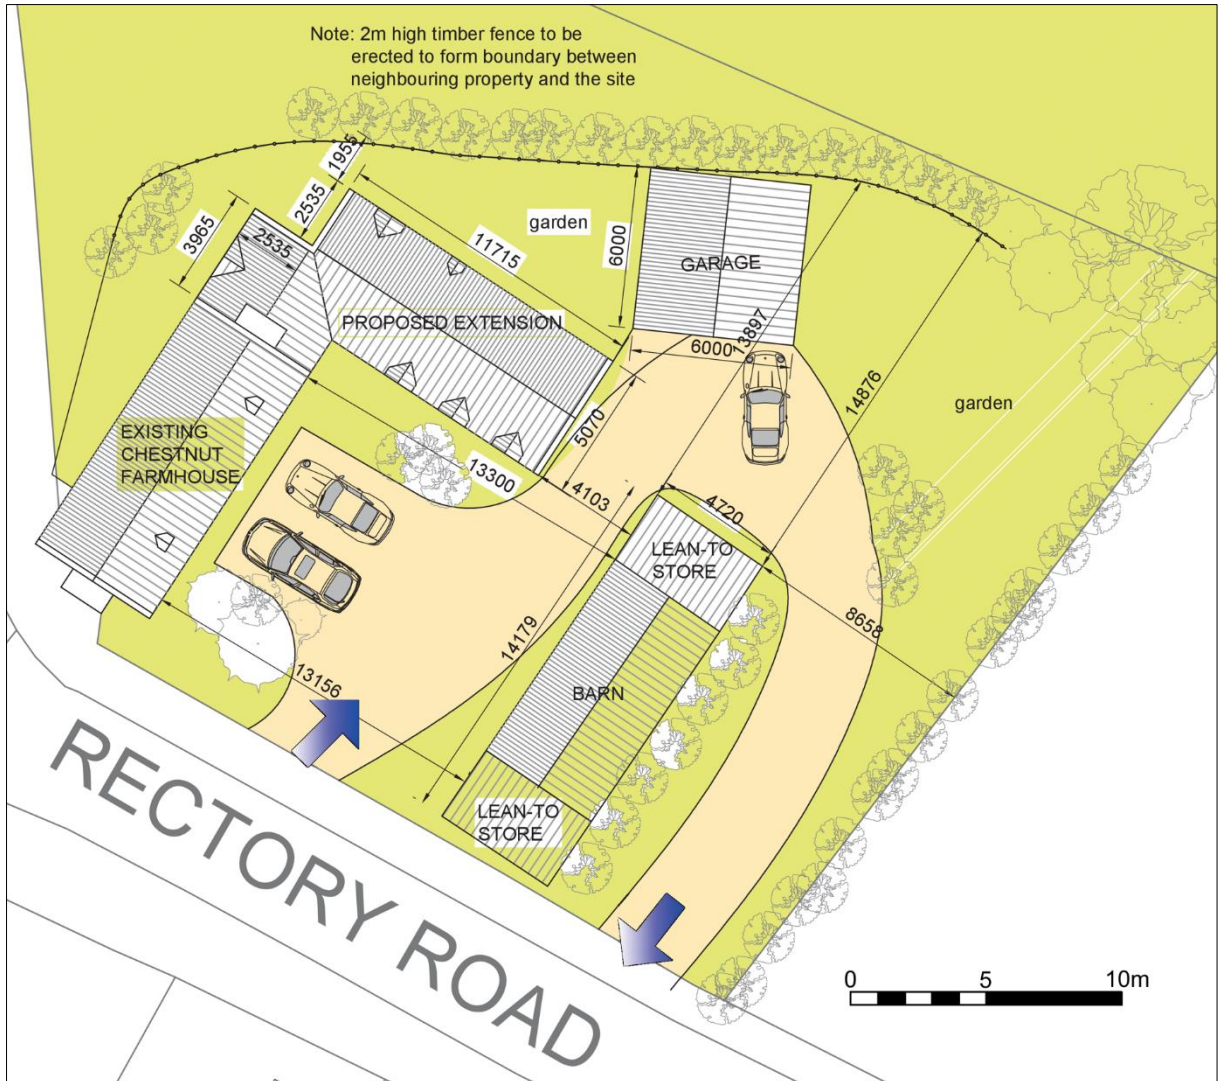 Note: 2m high timber fence to be
erected to form boundary between
neighbouring property and the site
1955
2535
3965
2535
11715
garden
6000
GARAGE
PROPOSED EXTENSION
6000
13897
14876
garden
EXISTING
CHESTNUT
FARMHOUSE
5070
13300
4103
4720
LEAN-TO
STORE
14179
8658
13156
BARN
LEAN-TO
STORE
RECTORY ROAD
0 5 10m